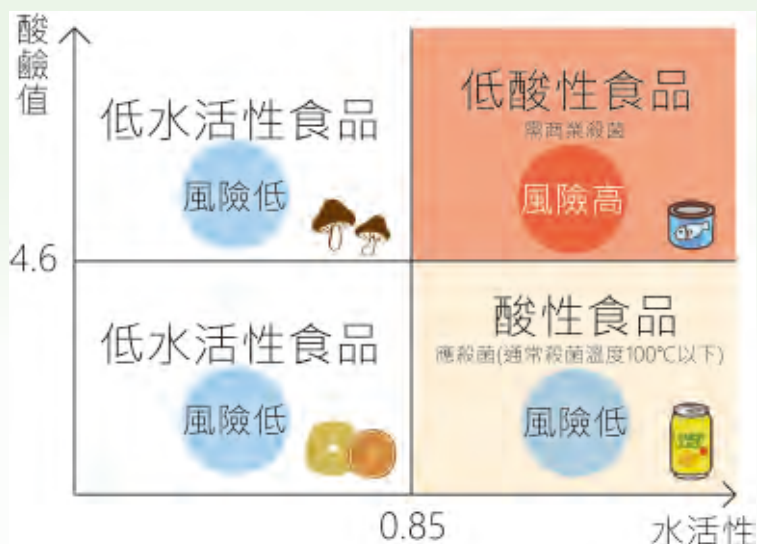 酸鹼值
低水活性食品
風險低
低酸性食品
需商業殺菌
風險高
4.6
低水活性食品
風險低
酸性食品
應殺菌(通常殺菌溫度100℃以下)
風險低
0.85
水活性